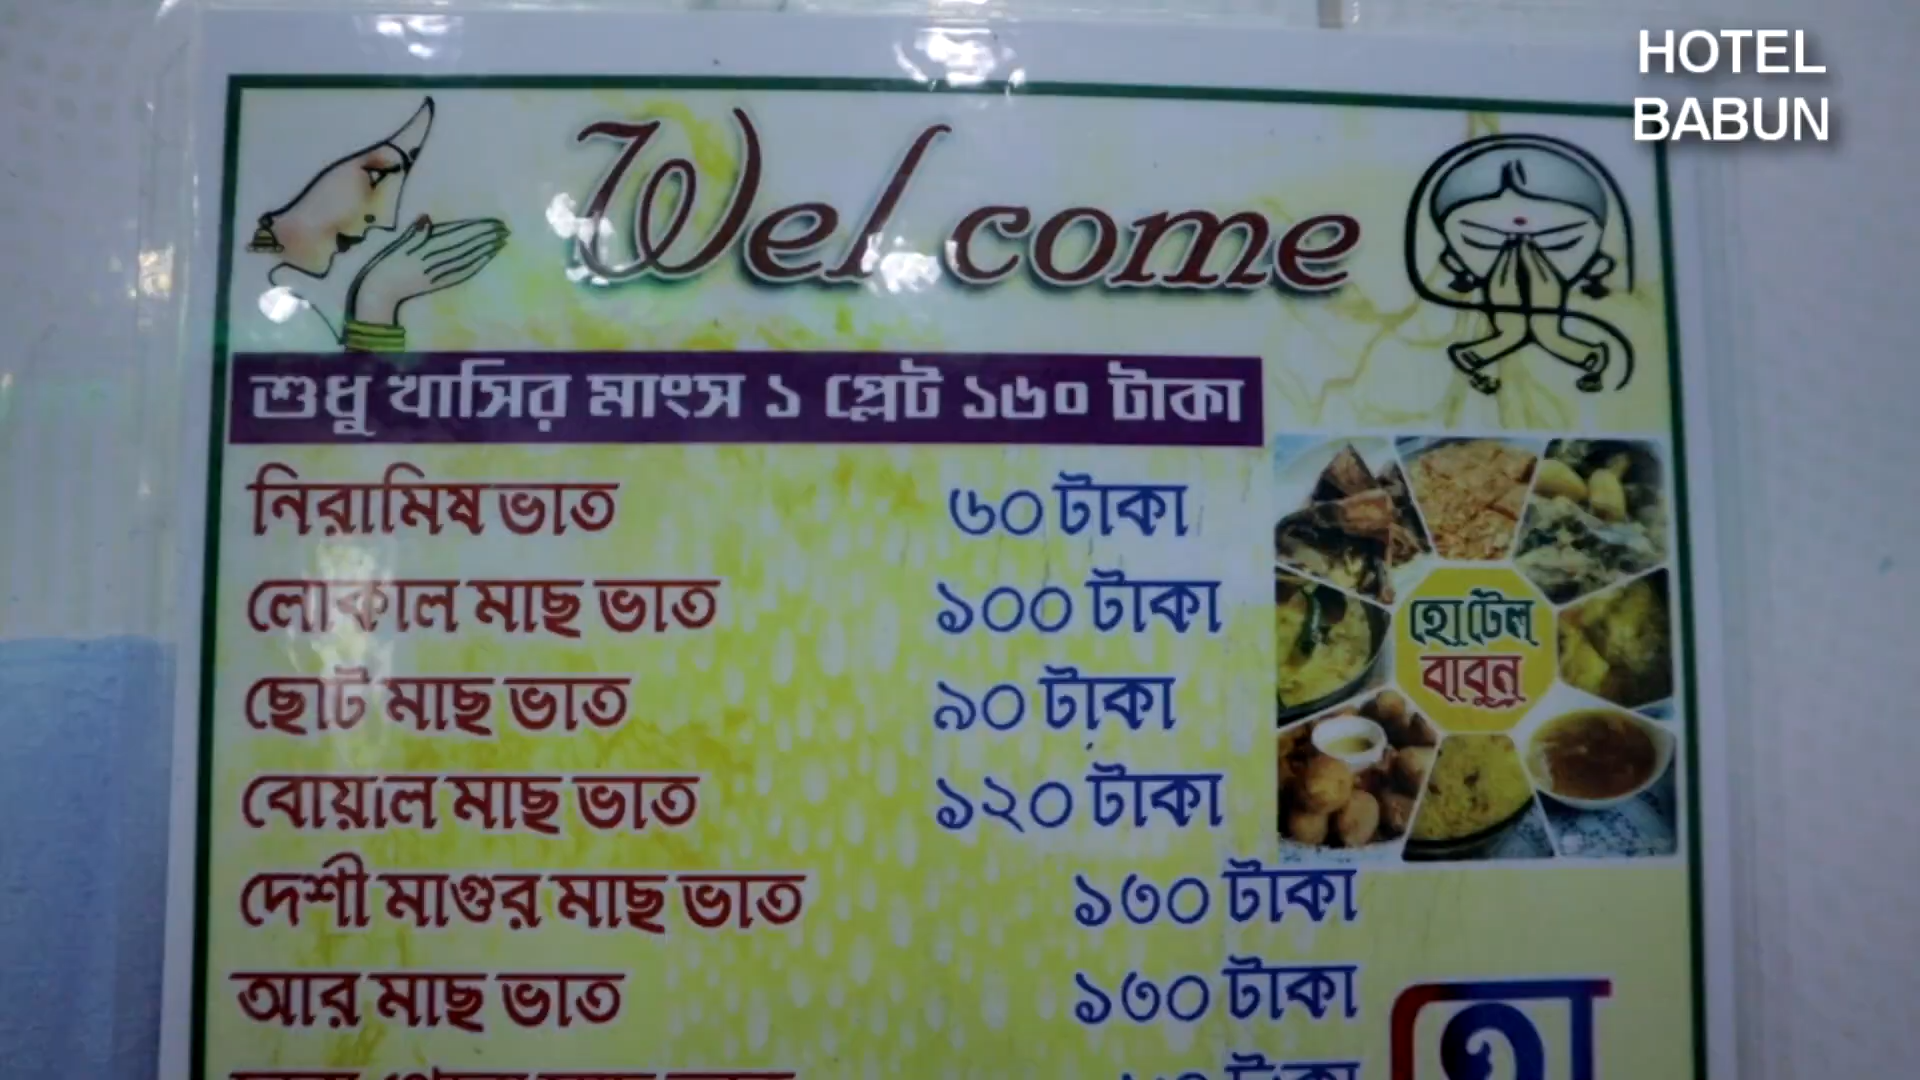 HOTEL
BABUN
Welcome
শুধু খাসির মাংস ১ প্লেট ১৬০ টাকা
নিরামিষ ভাত ৬০ টাকা
লোকাল মাছ ভাত ১০০ টাকা
ছোট মাছ ভাত ৯০ টাকা
বোয়াল মাছ ভাত ১২০ টাকা
দেশী মাগুর মাছ ভাত ১৩০ টাকা
আর মাছ ভাত ১৩০ টাকা
হোটেল
বাবুন